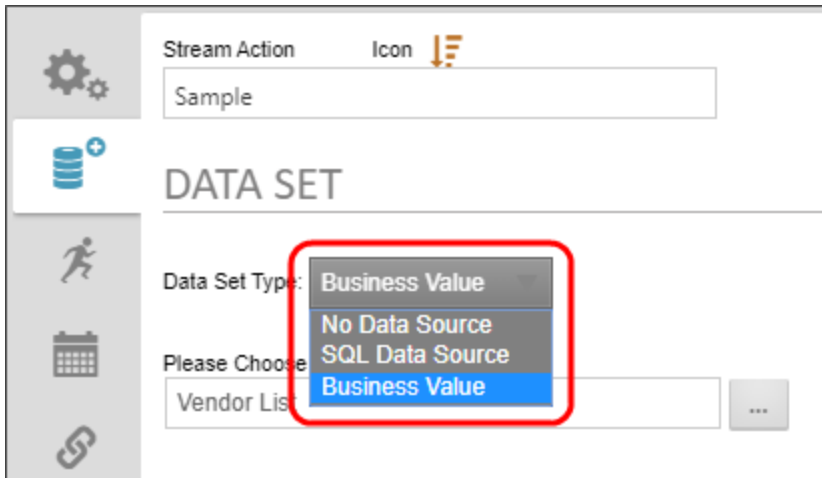 Stream Action Icon
Sample
DATA SET
Data Set Type: Business Value
No Data Source
SQL Data Source
Please Choose
Business Value
Vendor List
...